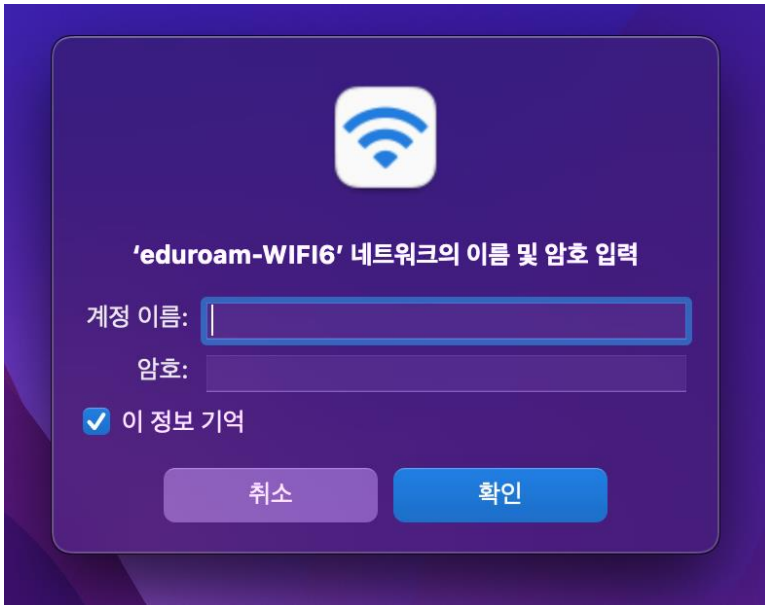 ‘eduroam-WIFI6’ 네트워크의 이름 및 암호 입력
계정 이름:
암호:
이 정보 기억
취소 확인